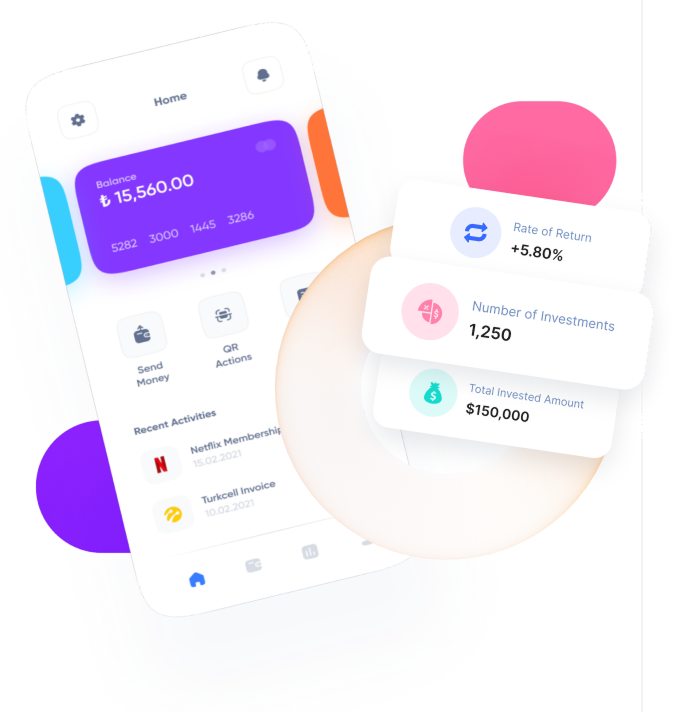 Home
Balance
₺ 15,560.00
5282 3000 1445 3286
Send
Money
QR
Actions
Recent Activities
Netflix Membership
15.02.2021
Turkcell Invoice
10.02.2021
Rate of Return
+5.80%
Number of Investments
1,250
Total Invested Amount
$150,000